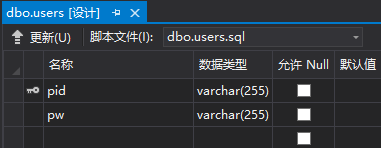 dbo.users [设计]
更新(U) 脚本文件(I): dbo.users.sql
名称 数据类型 允许 Null 默认值
pid varchar(255)
pw varchar(255)